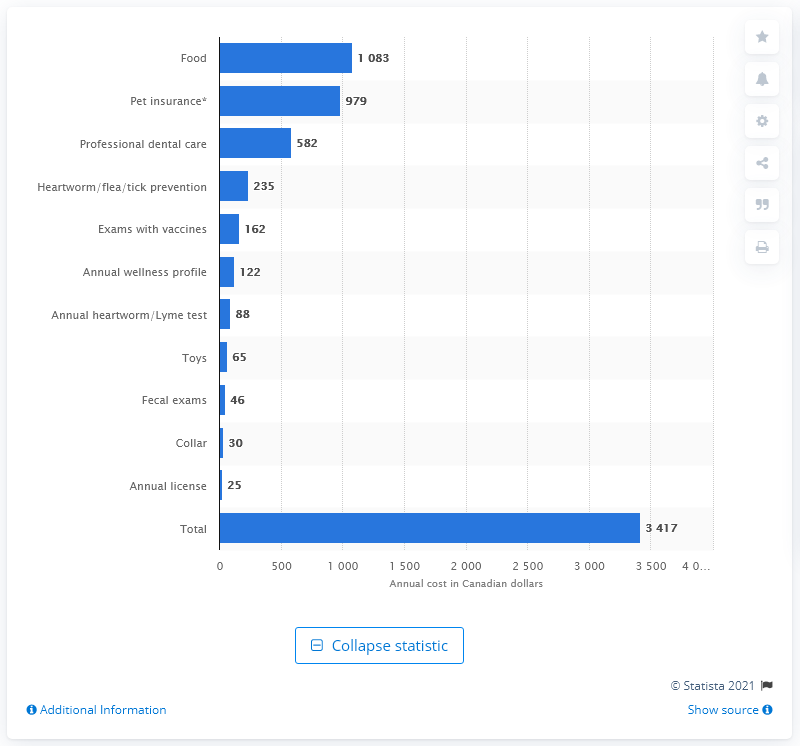 Food 1 083
Pet insurance* 979
Professional dental care 582
Heartworm/flea/tick prevention 235
Exams with vaccines 162
Annual wellness profile 122
Annual heartworm/Lyme test 88
Toys 65
Fecal exams 46
Collar 30
Annual license 25
Total 3 417
0 500 1 000 1 500 2 000 2 500 3 000 3 500 4 0...
Annual cost in Canadian dollars
Collapse statistic
© Statista 2021
Additional Information Show source